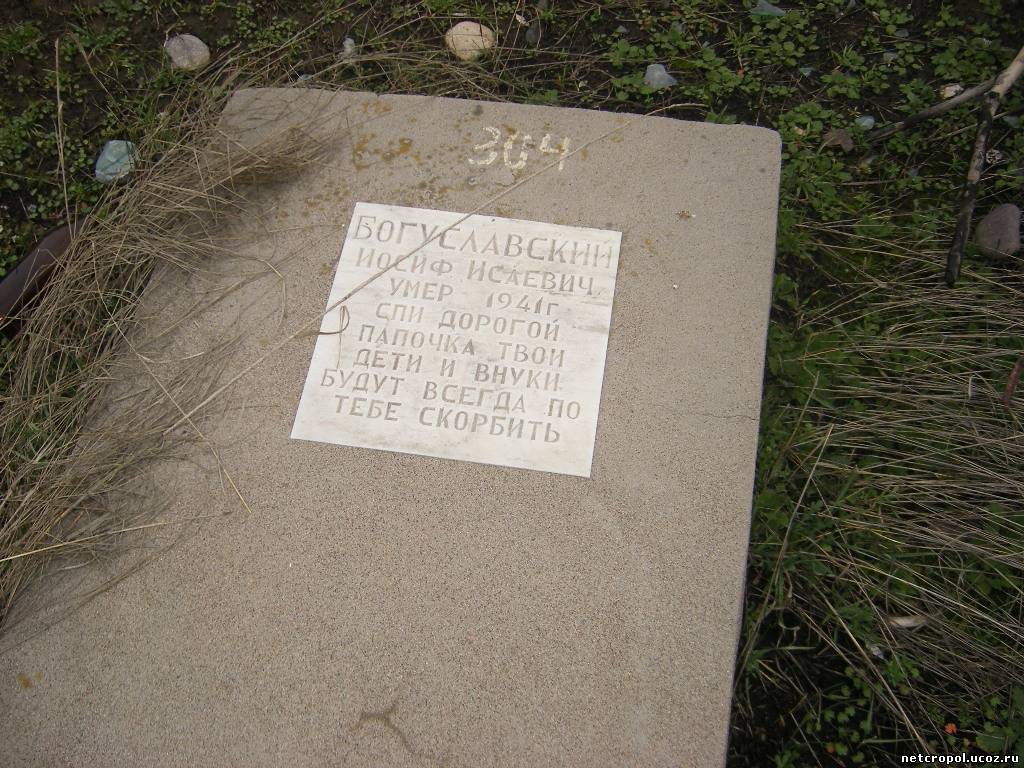 304
БОГУСЛАВСКИЙ
ИОСИФ ИСАЕВИЧ
УМЕР 1941г
СПИ ДОРОГОЙ
ПАПОЧКА ТВОИ
ДЕТИ И ВНУКИ
БУДУТ ВСЕГДА ПО
ТЕБЕ СКОРБИТЬ
netcropol.ucoz.ru